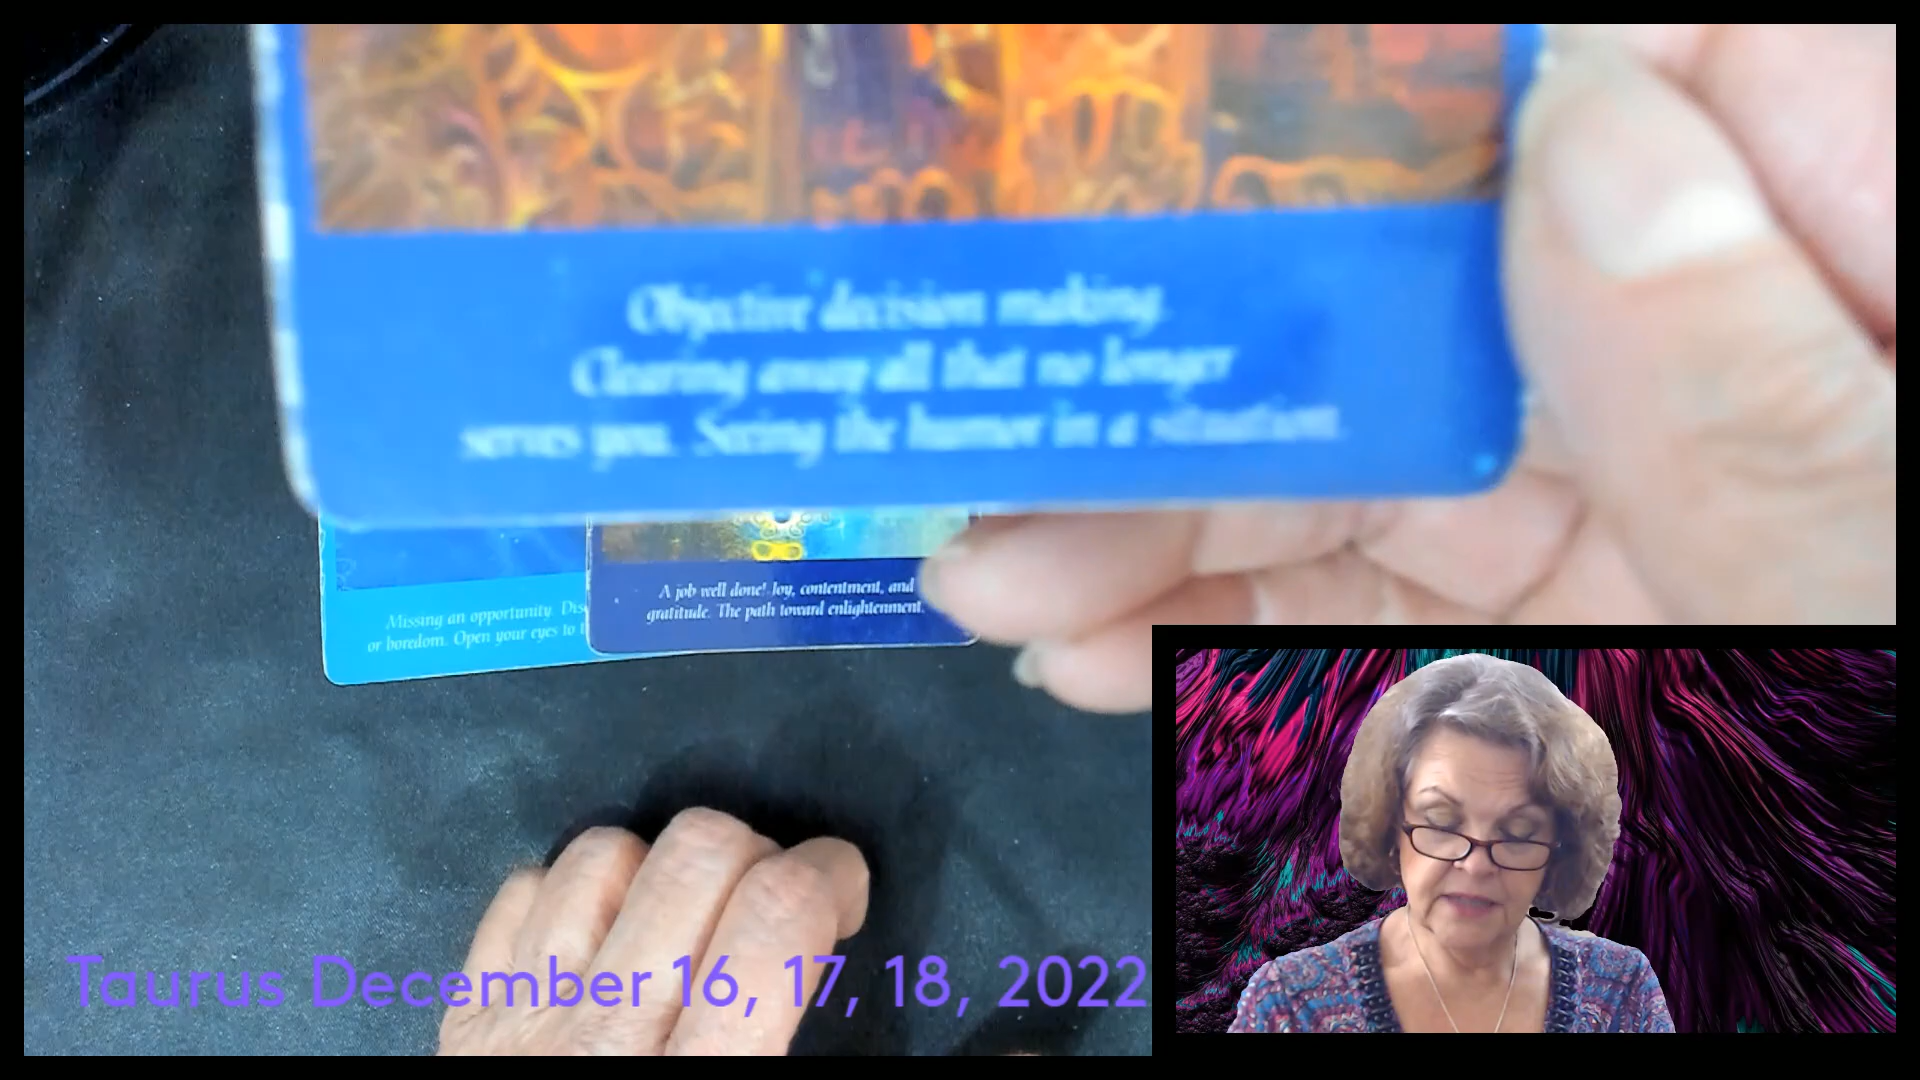 Objective decision making.
Clearing away all that no longer
serves you. Seeing the humor in a situation.
Missing an opportunity.
or boredom. Open your eyes to
A job well done! Joy, contentment, and
gratitude. The path toward enlightenment.
Taurus December 16, 17, 18, 2022